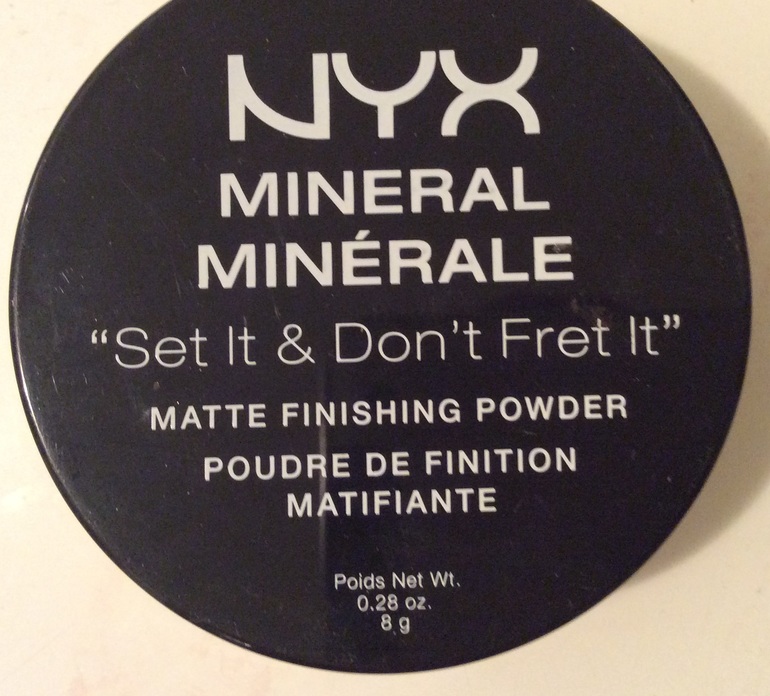 NYX
MINERAL
MINÉRALE
“Set It & Don’t Fret It”
MATTE FINISHING POWDER
POUDRE DE FINITION
MATIFIANTE
Poids Net Wt.
0.28 oz.
8 g